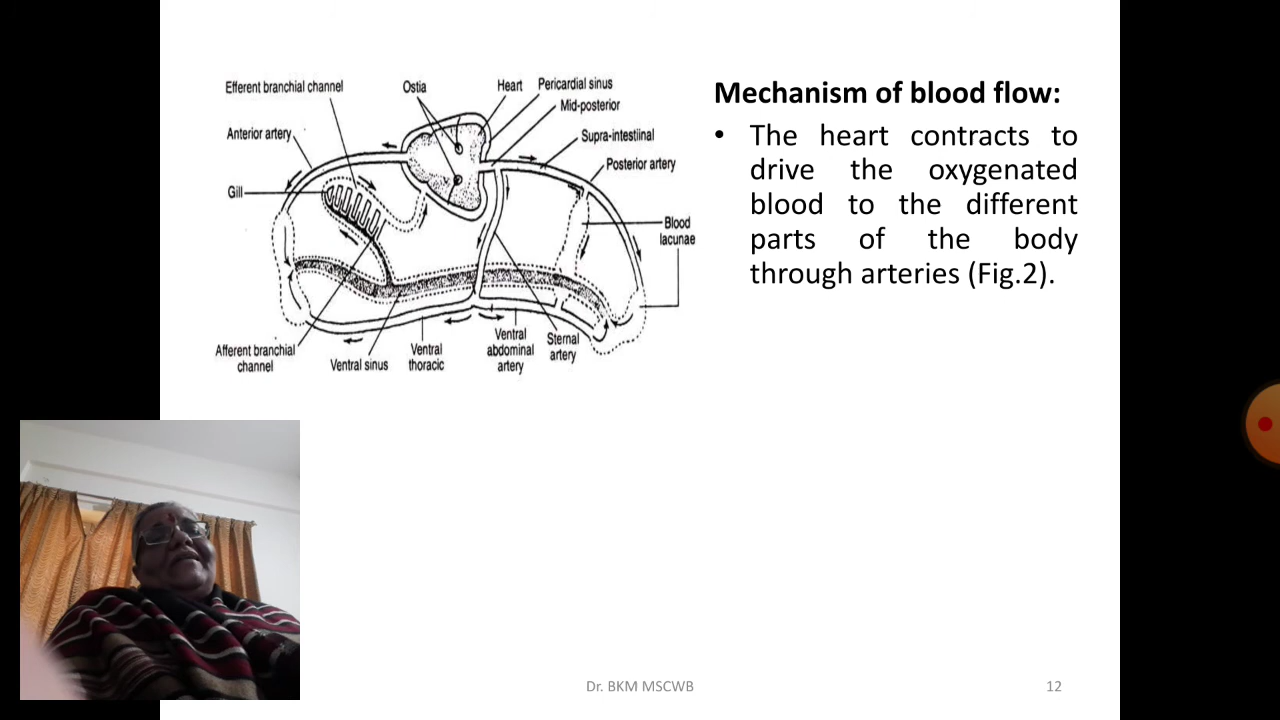 Efferent branchial channel
Ostia
Heart
Pericardial sinus
Mid-posterior
Anterior artery
Supra-intestiinal
Posterior artery
Gill
Blood
lacunae
Afferent branchial
channel
Ventral sinus
Ventral
thoracic
Ventral
abdominal
artery
Sternal
artery
Mechanism of blood flow:
• The heart contracts to
drive the oxygenated
blood to the different
parts of the body
through arteries (Fig.2).
Dr. BKM MSCWB
12